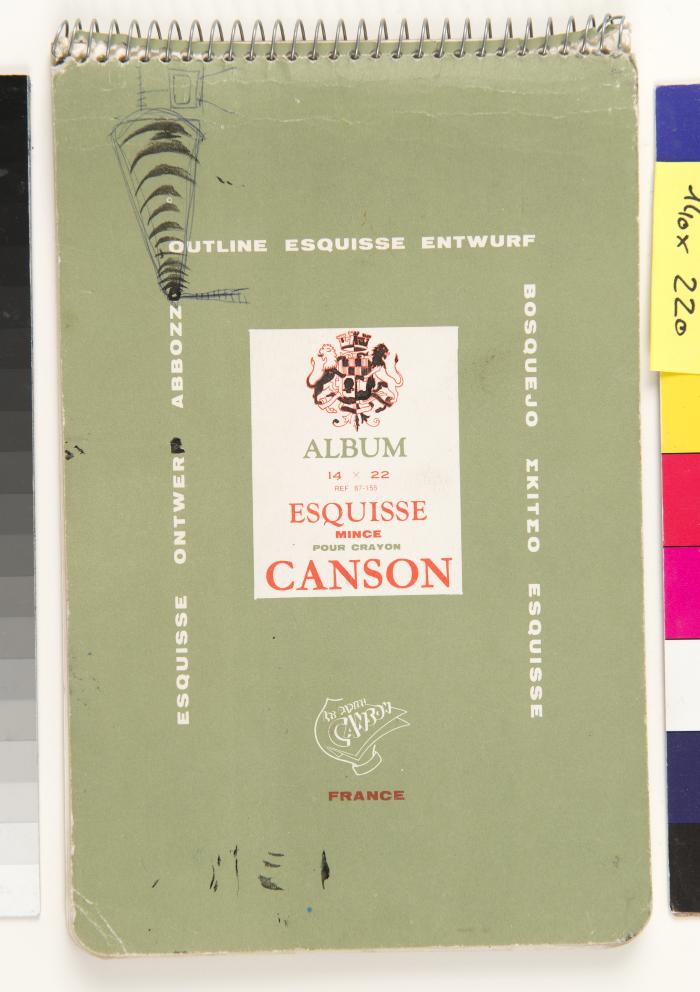 OUTLINE ESQUISSE ENTWURF
ESQUISSE ONTWERP ABBOZZO
BOSQUEJO ΣΚΙΤΣΟ ESQUISSE
ALBUM
14 × 22
REF 87-155
ESQUISSE
MINCE
POUR CRAYON
CANSON
CANSON
FRANCE
140 x 220